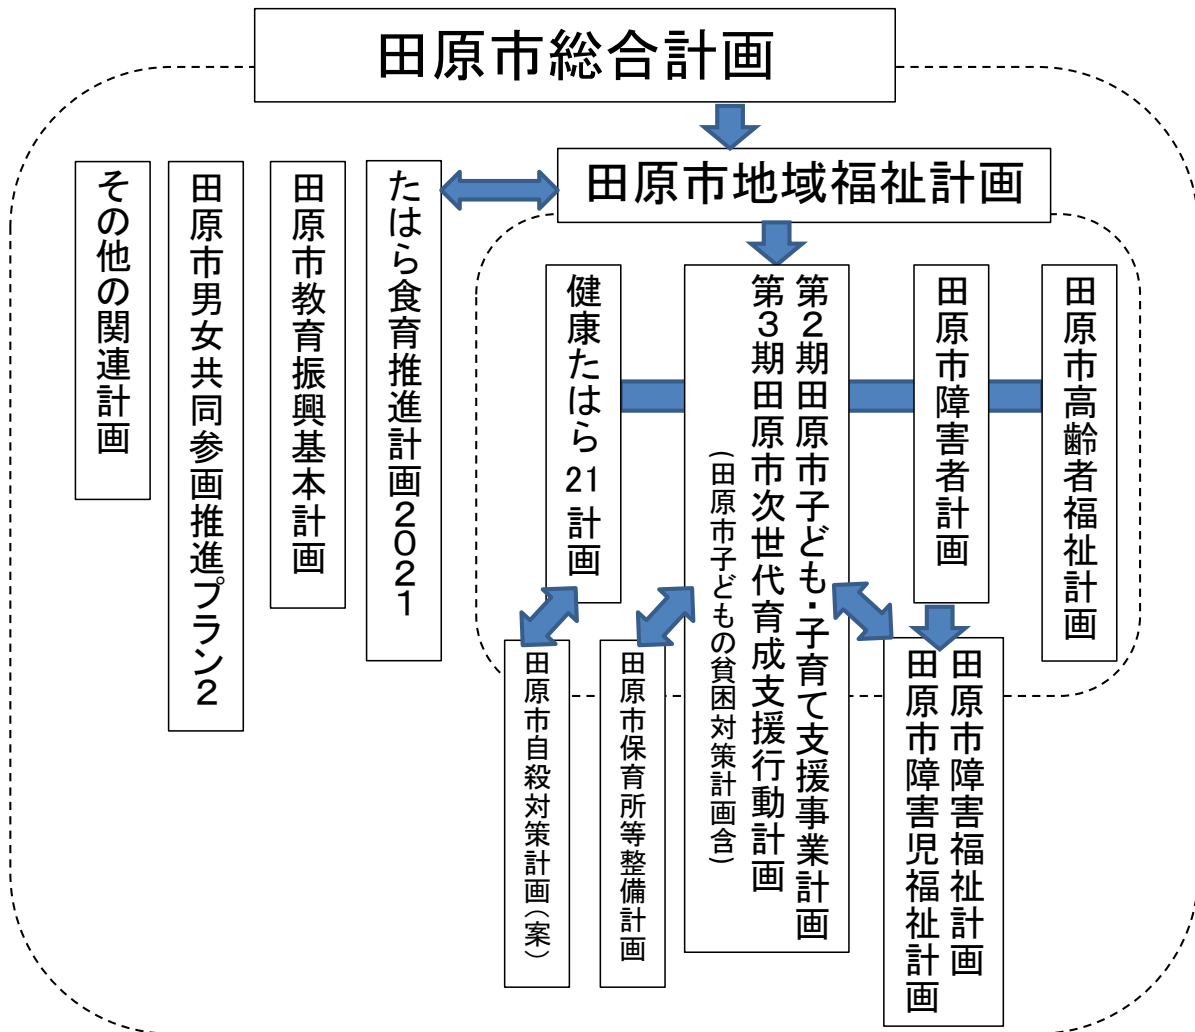 田原市総合計画
田原市地域福祉計画
田原市高齢者福祉計画
田原市障害者計画
第2期田原市子ども・子育て支援事業計画
第3期田原市次世代育成支援行動計画
(田原市子どもの貧困対策計画含)
健康たはら21計画
たはら食育推進計画2021
田原市教育振興基本計画
田原市男女共同参画推進プラン2
その他の関連計画
田原市障害福祉計画
田原市障害児福祉計画
田原市保育所等整備計画
田原市自殺対策計画(案)